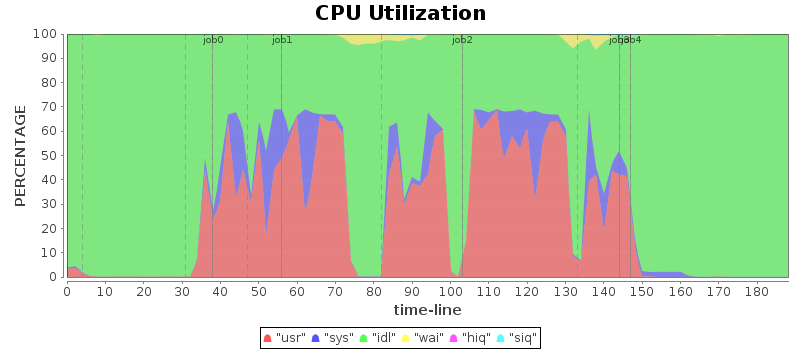 CPU Utilization
PERCENTAGE
100
90
80
70
60
50
40
30
20
10
0
job0
job1
job2
job4
0 10 20 30 40 50 60 70 80 90 100 110 120 130 140 150 160 170 180
time-line
"usr" "sys" "idl" "wai" "hiq" "siq"